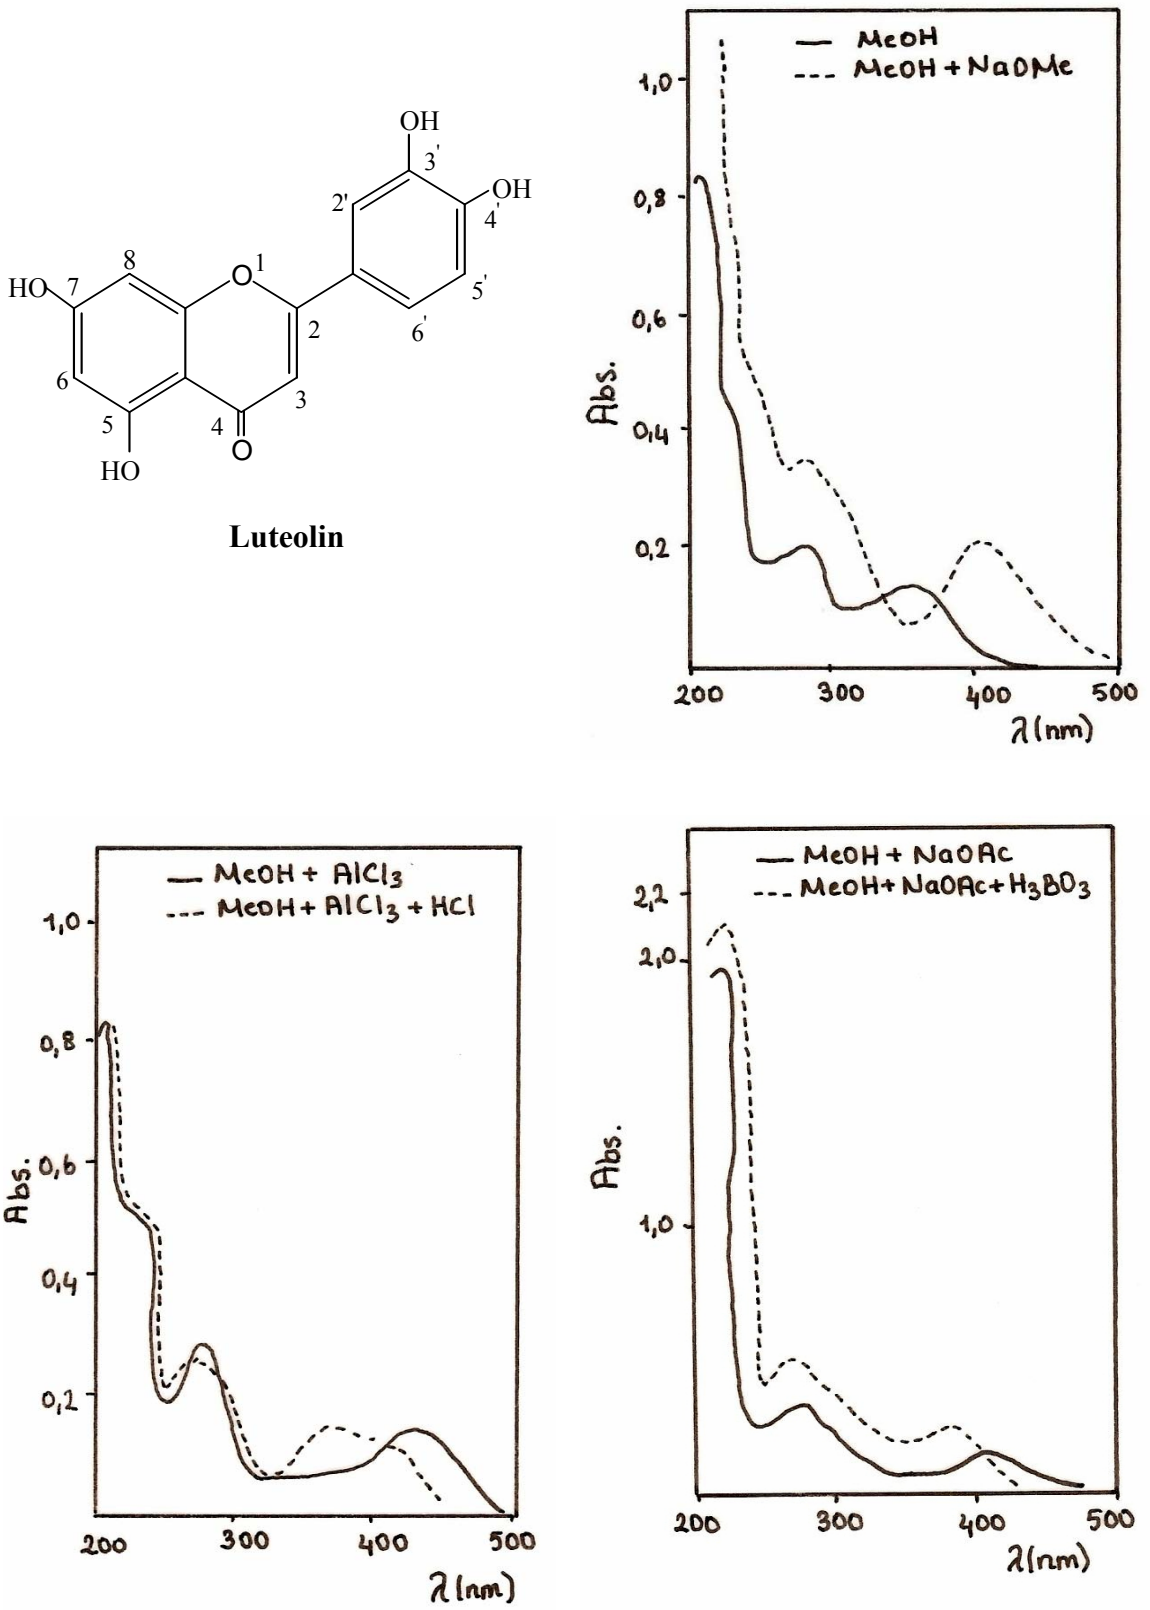 OH
3'
OH
2'
4'
8
O
1
HO
7
5'
2
6'
6
3
5
4
O
HO
Luteolin
MeOH
MeOH + NaOMe
1,0
0,8
0,6
0,4
0,2
Abs.
200
300
400
500
λ(nm)
MeOH + AlCl3
MeOH + AlCl3 + HCl
1,0
0,8
0,6
0,4
0,2
Abs.
200
300
400
500
λ(nm)
MeOH + NaOAc
MeOH + NaOAc + H3BO3
2,2
2,0
1,0
Abs.
200
300
400
500
λ(nm)